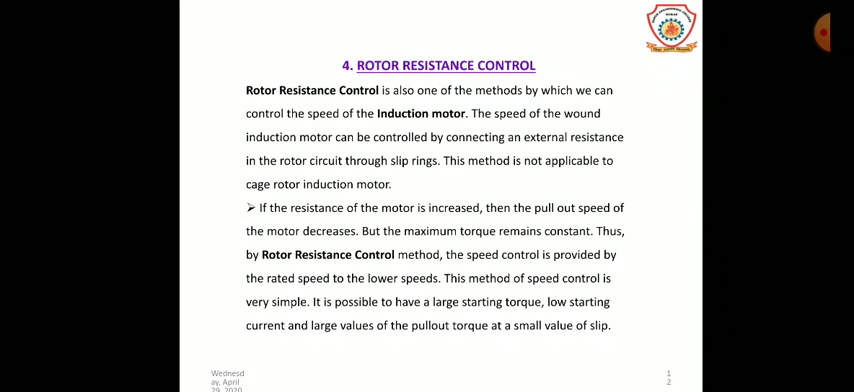 4. ROTOR RESISTANCE CONTROL
Rotor Resistance Control is also one of the methods by which we can
control the speed of the Induction motor. The speed of the wound
induction motor can be controlled by connecting an external resistance
in the rotor circuit through slip rings. This method is not applicable to
cage rotor induction motor.
➢ If the resistance of the motor is increased, then the pull out speed of
the motor decreases. But the maximum torque remains constant. Thus,
by Rotor Resistance Control method, the speed control is provided by
the rated speed to the lower speeds. This method of speed control is
very simple. It is possible to have a large starting torque, low starting
current and large values of the pullout torque at a small value of slip.
Wednesd
ay, April
29, 2020
1
2